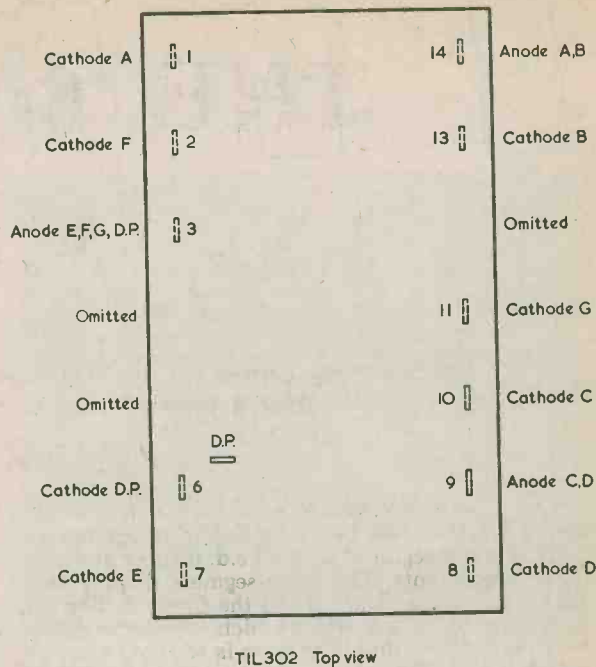 Cathode A 1 14 Anode A,B
Cathode F 2 13 Cathode B
Anode E,F,G, D.P. 3 Omitted
Omitted 11 Cathode G
Omitted 10 Cathode C
D.P.
Cathode D.P. 6 9 Anode C,D
Cathode E 7 8 Cathode D
TIL302 Top view